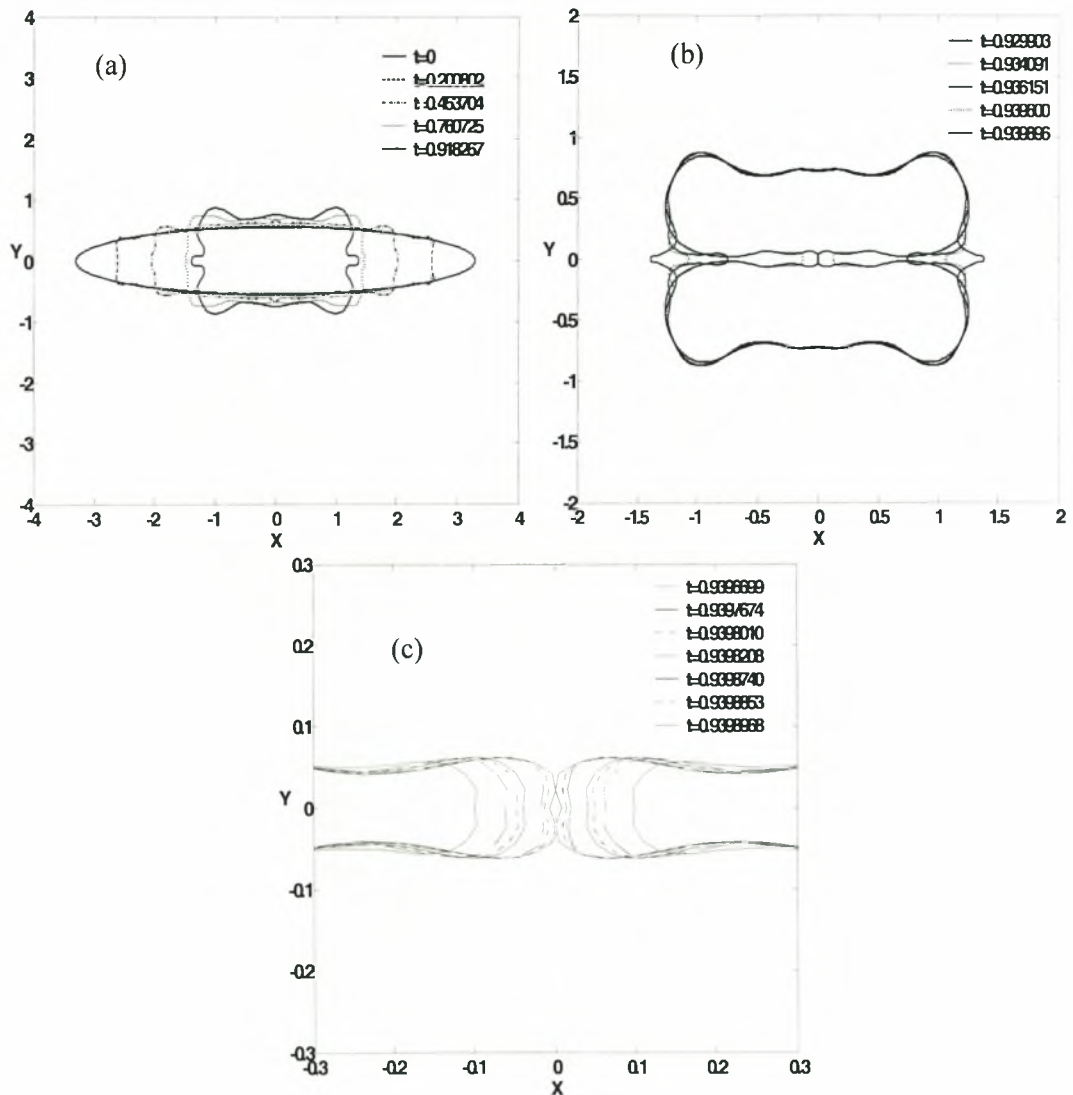 (a)
t=0
t=0.200802
t=0.453704
t=0.760725
t=0.918267
4
3
2
1
Y 0
-1
-2
-3
-4
-4 -3 -2 -1 0 1 2 3 4
X
(b)
t=0.929903
t=0.934091
t=0.936151
t=0.939600
t=0.939896
2
1.5
1
0.5
Y 0
-0.5
-1
-1.5
-2
-2 -1.5 -1 -0.5 0 0.5 1 1.5 2
X
(c)
t=0.9396699
t=0.9397674
t=0.9398010
t=0.9398208
t=0.9398740
t=0.9398853
t=0.9398968
0.3
0.2
0.1
Y 0
-0.1
-0.2
-0.3
-0.3 -0.2 -0.1 0 0.1 0.2 0.3
X